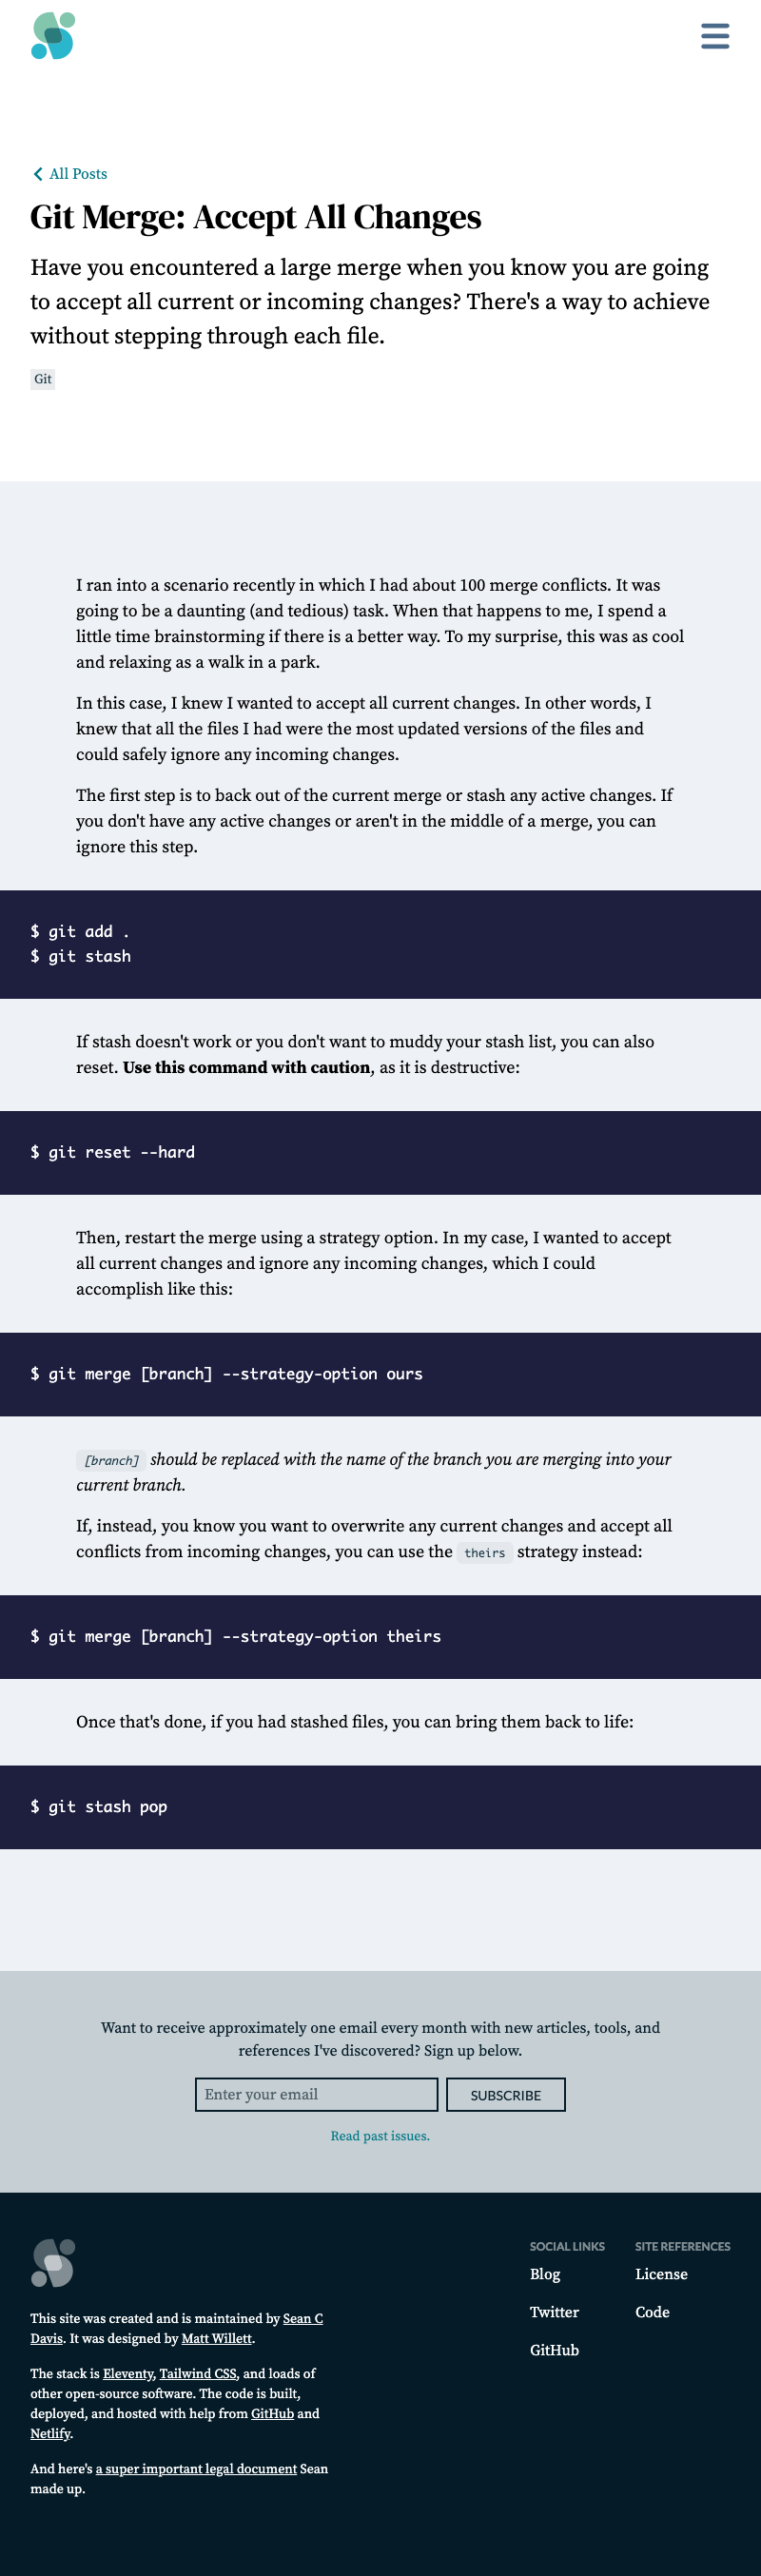 All Posts
Git Merge: Accept All Changes
Have you encountered a large merge when you know you are going
to accept all current or incoming changes? There's a way to achieve
without stepping through each file.
Git
I ran into a scenario recently in which I had about 100 merge conflicts. It was
going to be a daunting (and tedious) task. When that happens to me, I spend a
little time brainstorming if there is a better way. To my surprise, this was as cool
and relaxing as a walk in a park.
In this case, I knew I wanted to accept all current changes. In other words, I
knew that all the files I had were the most updated versions of the files and
could safely ignore any incoming changes.
The first step is to back out of the current merge or stash any active changes. If
you don't have any active changes or aren't in the middle of a merge, you can
ignore this step.
$ git add .
$ git stash
If stash doesn't work or you don't want to muddy your stash list, you can also
reset. Use this command with caution, as it is destructive:
$ git reset --hard
Then, restart the merge using a strategy option. In my case, I wanted to accept
all current changes and ignore any incoming changes, which I could
accomplish like this:
$ git merge [branch] --strategy-option ours
[branch] should be replaced with the name of the branch you are merging into your
current branch.
If, instead, you know you want to overwrite any current changes and accept all
conflicts from incoming changes, you can use the theirs strategy instead:
$ git merge [branch] --strategy-option theirs
Once that's done, if you had stashed files, you can bring them back to life:
$ git stash pop
Want to receive approximately one email every month with new articles, tools, and
references I've discovered? Sign up below.
Enter your email
SUBSCRIBE
Read past issues.
This site was created and is maintained by Sean C
Davis. It was designed by Matt Willett.
The stack is Eleventy, Tailwind CSS, and loads of
other open-source software. The code is built,
deployed, and hosted with help from GitHub and
Netlify.
And here's a super important legal document Sean
made up.
SOCIAL LINKS
Blog
Twitter
GitHub
SITE REFERENCES
License
Code